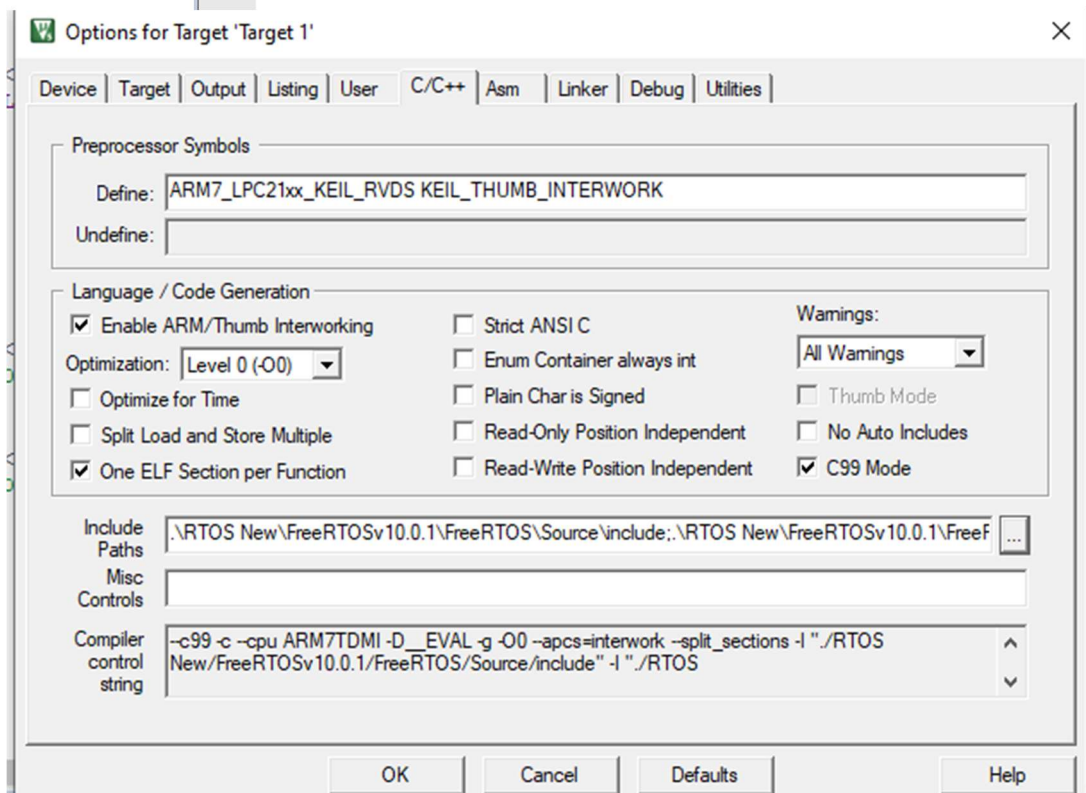 Options for Target 'Target 1'
Device Target Output Listing User C/C++ Asm Linker Debug Utilities
Preprocessor Symbols
Define: ARM7_LPC21xx_KEIL_RVDS KEIL_THUMB_INTERWORK
Undefine:
Language / Code Generation
Enable ARM/Thumb Interworking
Optimization: Level 0 (-O0)
Optimize for Time
Split Load and Store Multiple
One ELF Section per Function
Strict ANSI C
Enum Container always int
Plain Char is Signed
Read-Only Position Independent
Read-Write Position Independent
Warnings:
All Warnings
Thumb Mode
No Auto Includes
C99 Mode
Include Paths .\RTOS New\FreeRTOSv10.0.1\FreeRTOS\Source\include;.\RTOS New\FreeRTOSv10.0.1\FreeF ...
Misc Controls
Compiler control string
--c99 -c --cpu ARM7TDMI -D__EVAL -g -O0 --apcs=interwork --split_sections -I "./RTOS
New/FreeRTOSv10.0.1/FreeRTOS/Source/include" -I "./RTOS
OK Cancel Defaults Help